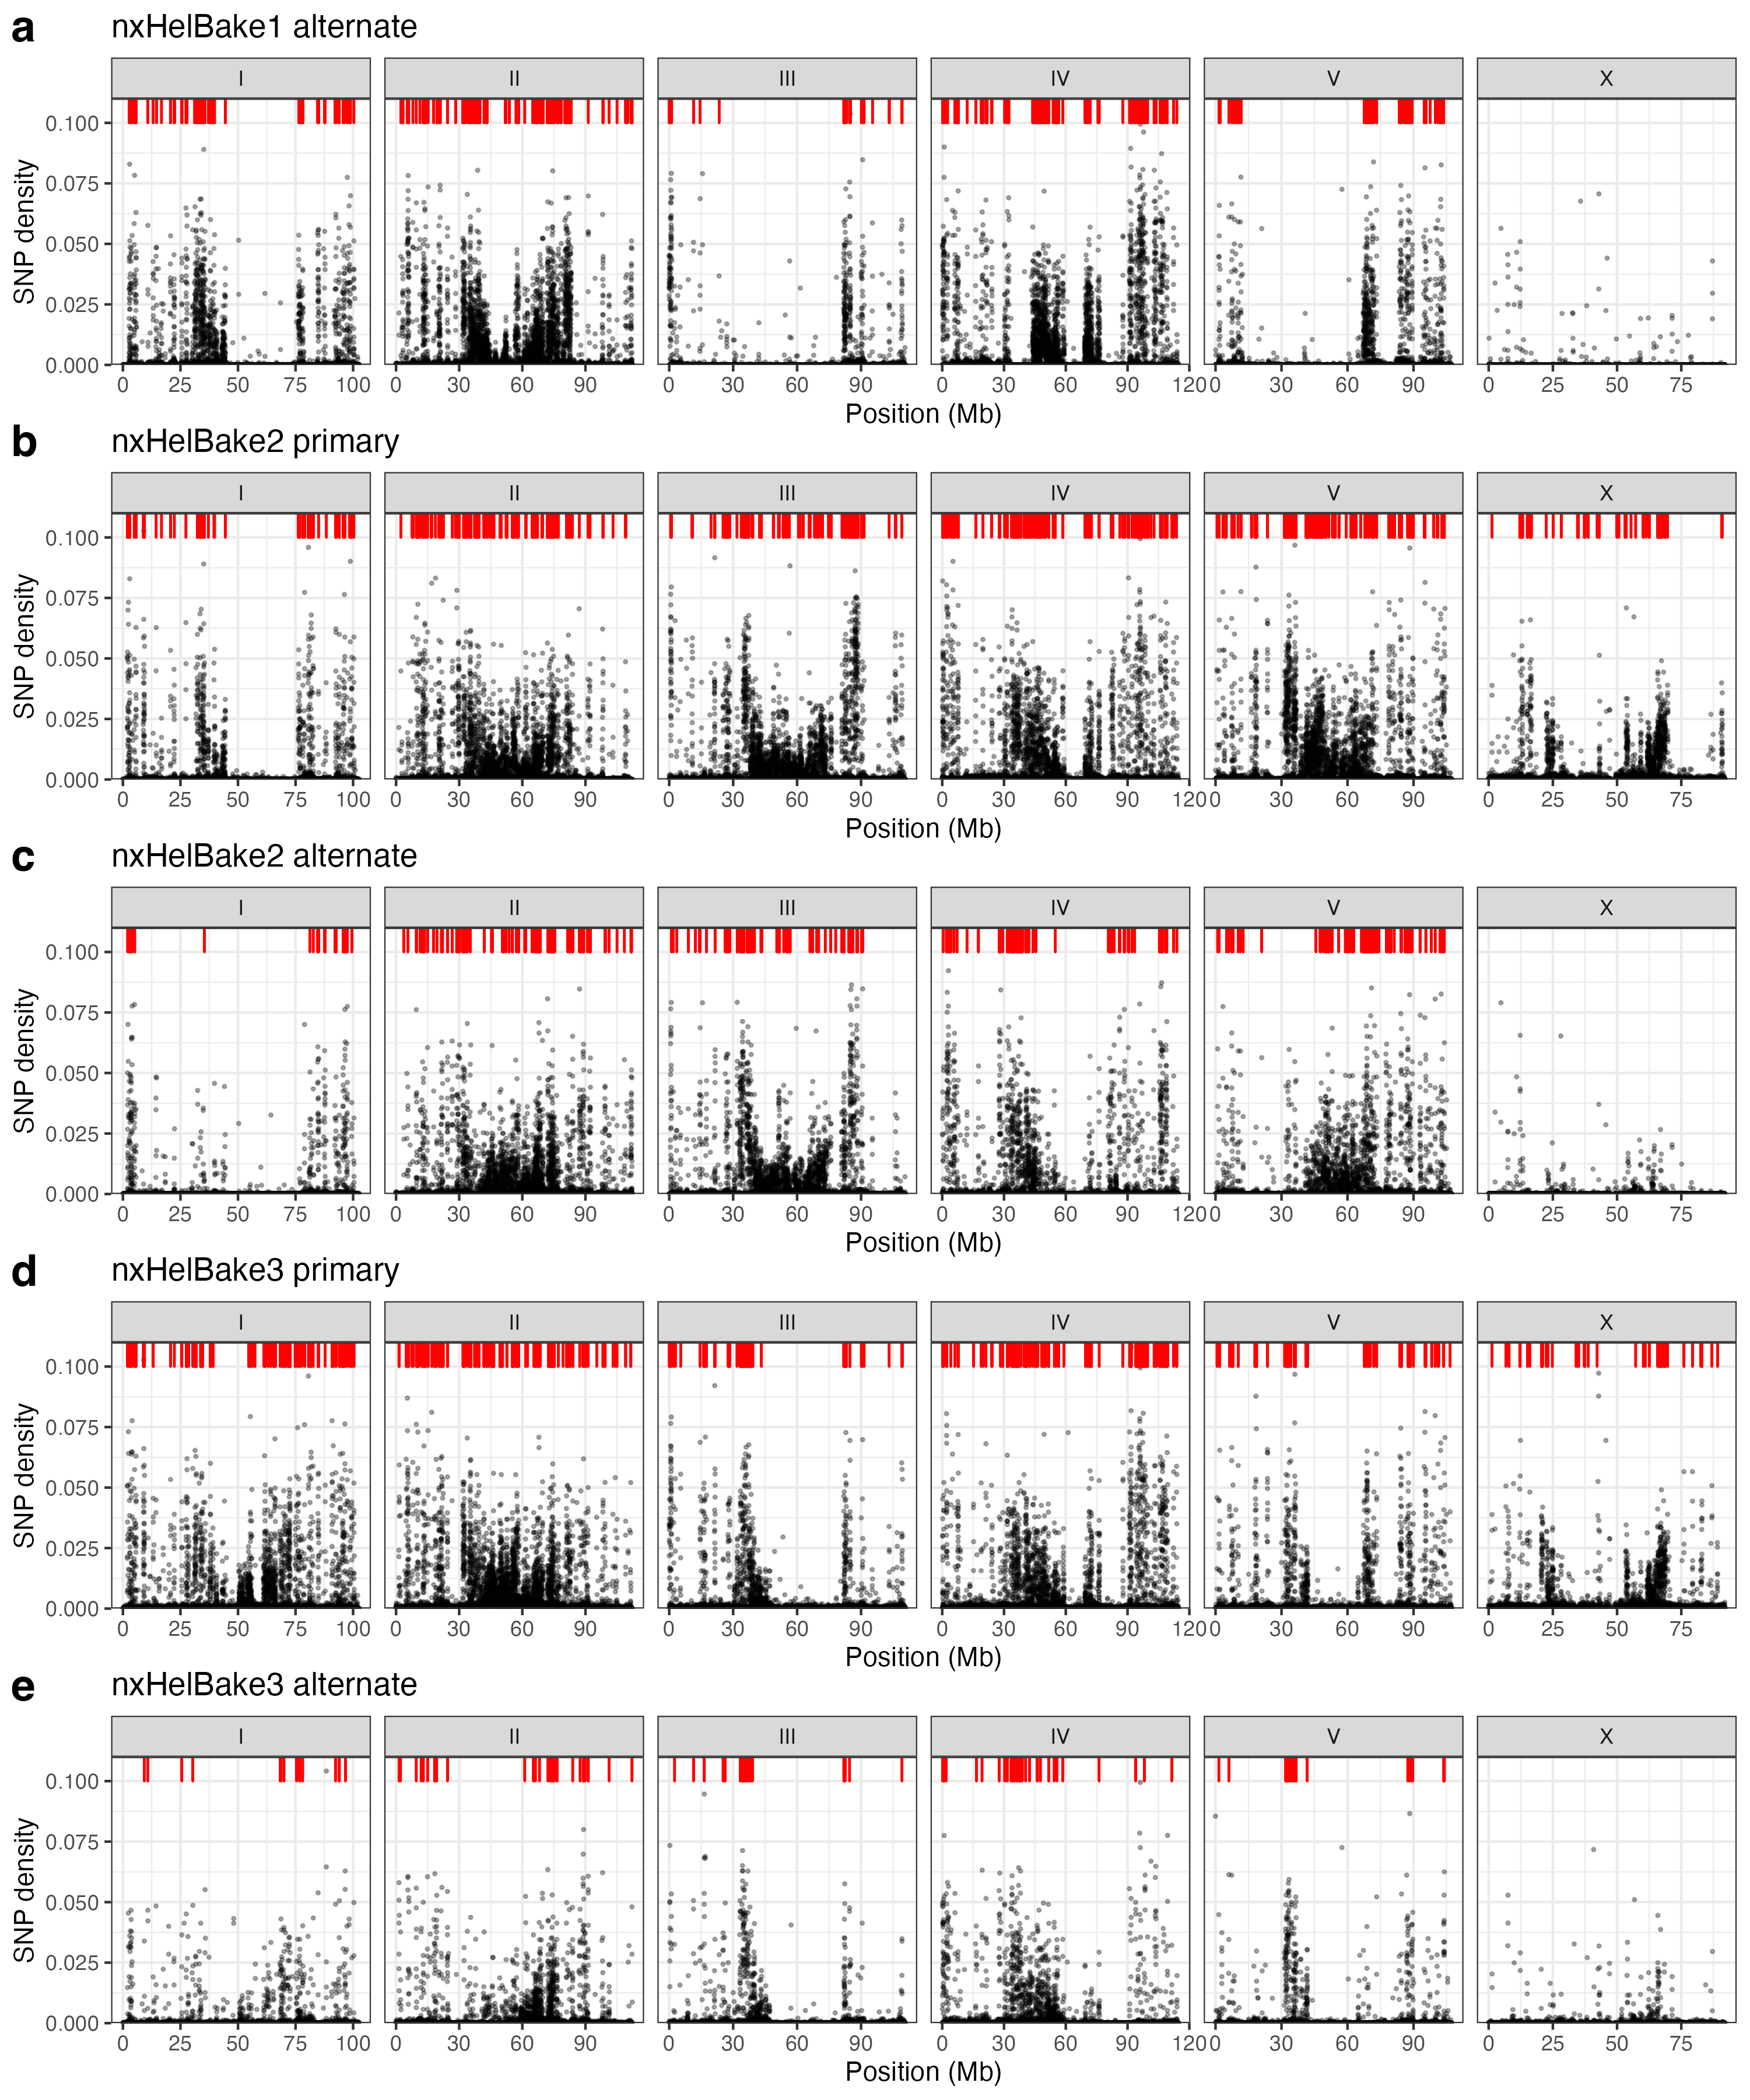 a nxHelBake1 alternate
I II III IV V X
SNP density
0.100
0.075
0.050
0.025
0.000
0 25 50 75 100 0 30 60 90 0 30 60 90 0 30 60 90 120 0 30 60 90 0 25 50 75
Position (Mb)
b nxHelBake2 primary
I II III IV V X
SNP density
0.100
0.075
0.050
0.025
0.000
0 25 50 75 100 0 30 60 90 0 30 60 90 0 30 60 90 120 0 30 60 90 0 25 50 75
Position (Mb)
c nxHelBake2 alternate
I II III IV V X
SNP density
0.100
0.075
0.050
0.025
0.000
0 25 50 75 100 0 30 60 90 0 30 60 90 0 30 60 90 120 0 30 60 90 0 25 50 75
Position (Mb)
d nxHelBake3 primary
I II III IV V X
SNP density
0.100
0.075
0.050
0.025
0.000
0 25 50 75 100 0 30 60 90 0 30 60 90 0 30 60 90 120 0 30 60 90 0 25 50 75
Position (Mb)
e nxHelBake3 alternate
I II III IV V X
SNP density
0.100
0.075
0.050
0.025
0.000
0 25 50 75 100 0 30 60 90 0 30 60 90 0 30 60 90 120 0 30 60 90 0 25 50 75
Position (Mb)